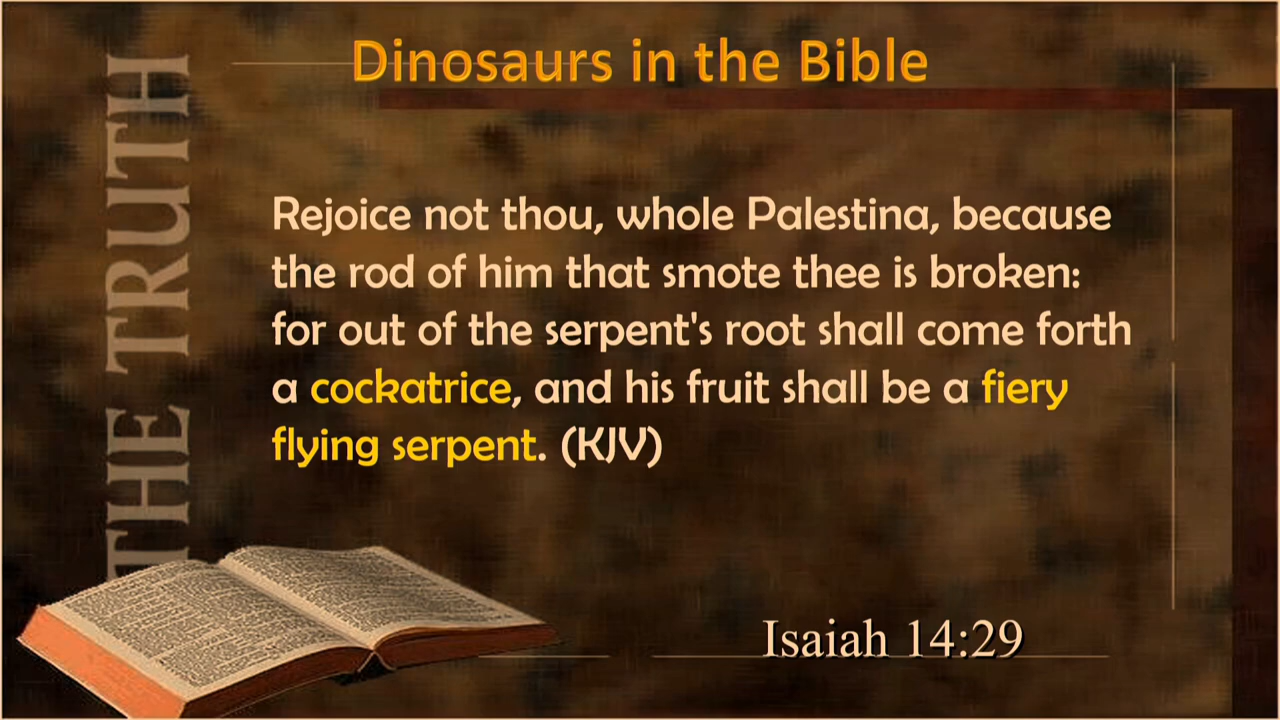 Dinosaurs in the Bible
THE TRUTH
Rejoice not thou, whole Palestina, because
the rod of him that smote thee is broken:
for out of the serpent's root shall come forth
a cockatrice, and his fruit shall be a fiery
flying serpent. (KJV)
Isaiah 14:29